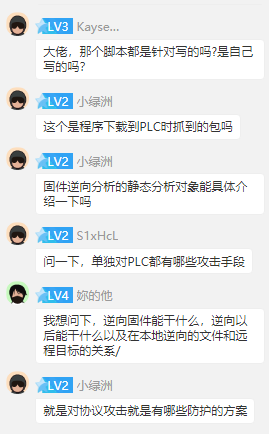 LV3 Kayse...
大佬，那个脚本都是针对写的吗?是自己
写的吗?
LV2 小绿洲
这个是程序下载到PLC时抓到的包吗
LV2 小绿洲
固件逆向分析的静态分析对象能具体介
绍一下吗
LV2 S1xHcL
问一下，单独对PLC都有哪些攻击手段
LV4 妳的他
我想问下，逆向固件能干什么，逆向以
后能干什么以及在本地逆向的文件和远
程目标的关系/
LV2 小绿洲
就是对协议攻击就是有哪些防护的方案